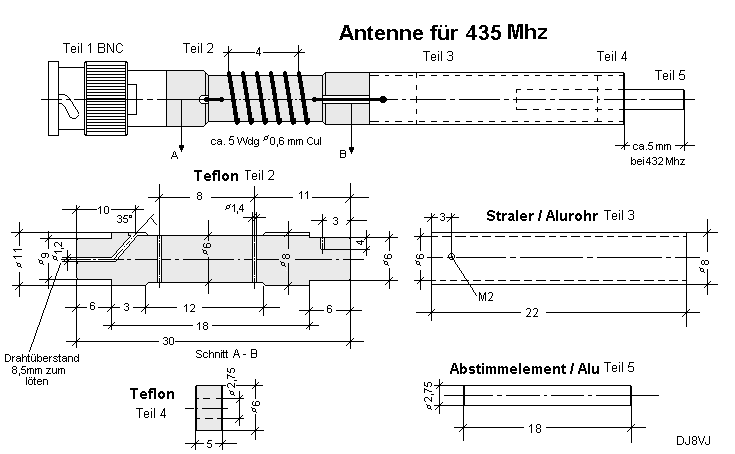 Antenne für 435 Mhz
Teil 1 BNC
Teil 2
4
Teil 3
Teil 4
Teil 5
A
ca. 5 Wdg ø0,6 mm Cul
B
ca.5mm
bei 432 Mhz
Teflon Teil 2
8
11
10
35°
ø1,4
3
ø11
ø9
ø1,2
ø6
ø8
4
ø6
6
3
12
6
18
30
Schnitt A - B
Drahtüberstand
8,5mm zum
löten
Straler / Alurohr Teil 3
3
ø6
ø8
M2
22
Teflon
Teil 4
ø2,75
ø6
5
Abstimmelement / Alu Teil 5
ø2,75
18
DJ8VJ